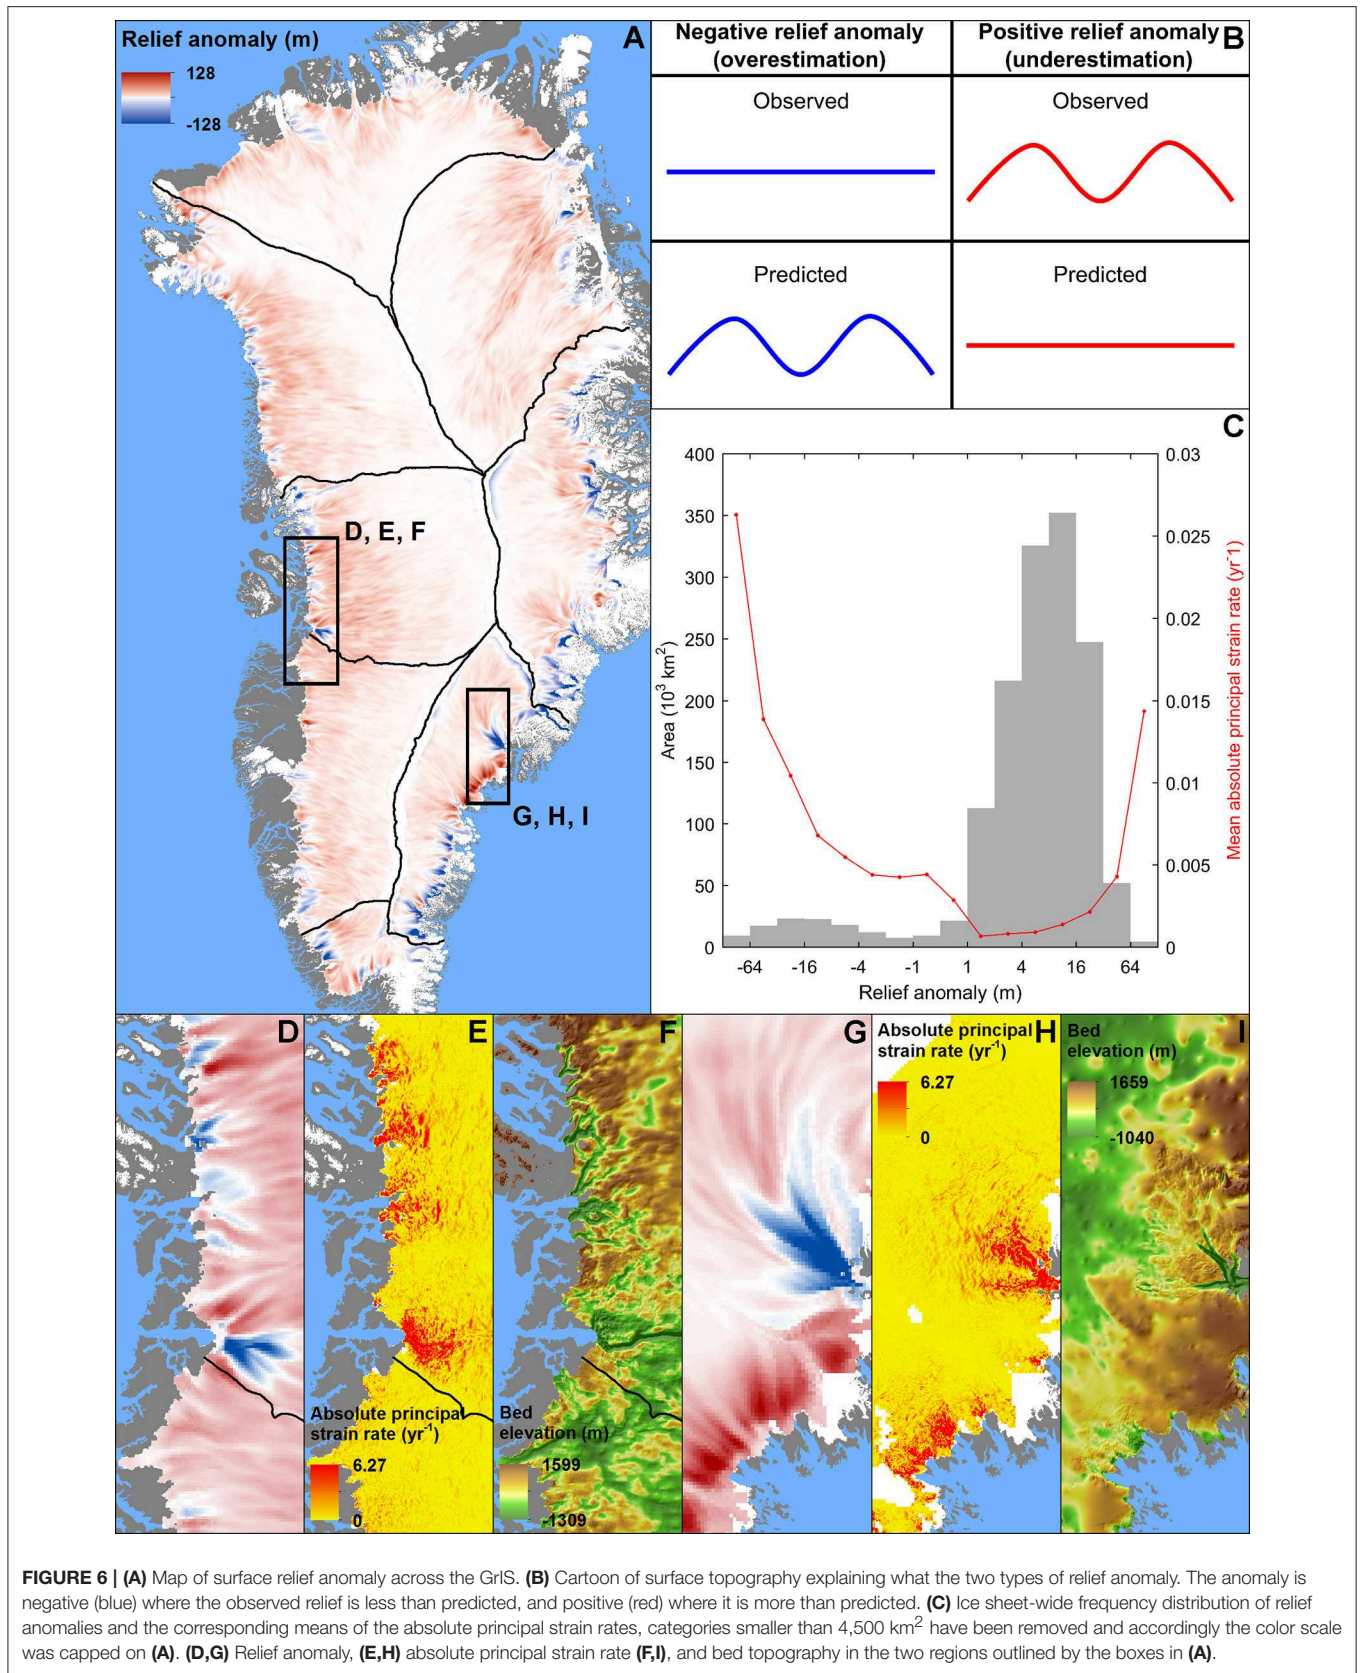 Relief anomaly (m)
128
-128
A
D, E, F
G, H, I
Negative relief anomaly
(overestimation)
Positive relief anomaly
(underestimation)
B
Observed
Observed
Predicted
Predicted
C
400
350
300
250
200
150
100
50
0
Area (10³ km²)
0.03
0.025
0.02
0.015
0.01
0.005
0
Mean absolute principal strain rate (yr⁻¹)
-64
-16
-4
-1
1
4
16
64
Relief anomaly (m)
D
E
Absolute principal
strain rate (yr⁻¹)
6.27
0
F
Bed
elevation (m)
1599
-1309
G
Absolute principal
strain rate (yr⁻¹)
H
6.27
0
Bed
elevation (m)
I
1659
-1040
FIGURE 6 | (A) Map of surface relief anomaly across the GrIS. (B) Cartoon of surface topography explaining what the two types of relief anomaly. The anomaly is
negative (blue) where the observed relief is less than predicted, and positive (red) where it is more than predicted. (C) Ice sheet-wide frequency distribution of relief
anomalies and the corresponding means of the absolute principal strain rates, categories smaller than 4,500 km² have been removed and accordingly the color scale
was capped on (A). (D,G) Relief anomaly, (E,H) absolute principal strain rate (F,I), and bed topography in the two regions outlined by the boxes in (A).